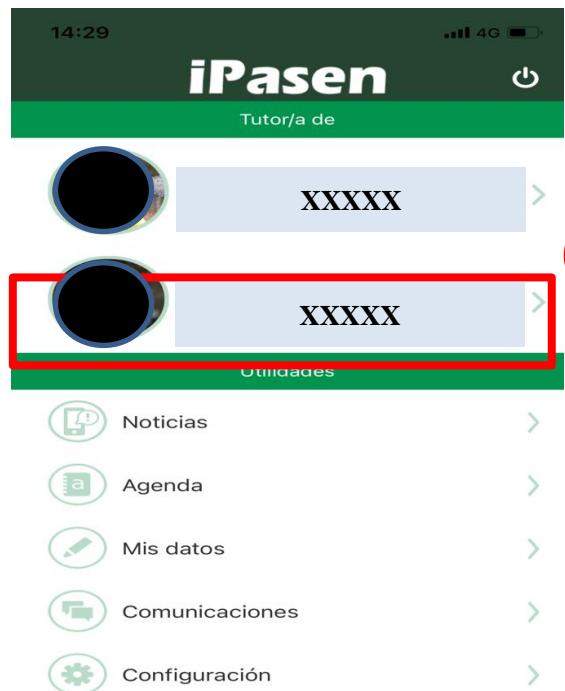 14:29 4G
iPasen
Tutor/a de
XXXXX
XXXXX
Utilidades
Noticias
a Agenda
Mis datos
Comunicaciones
Configuración